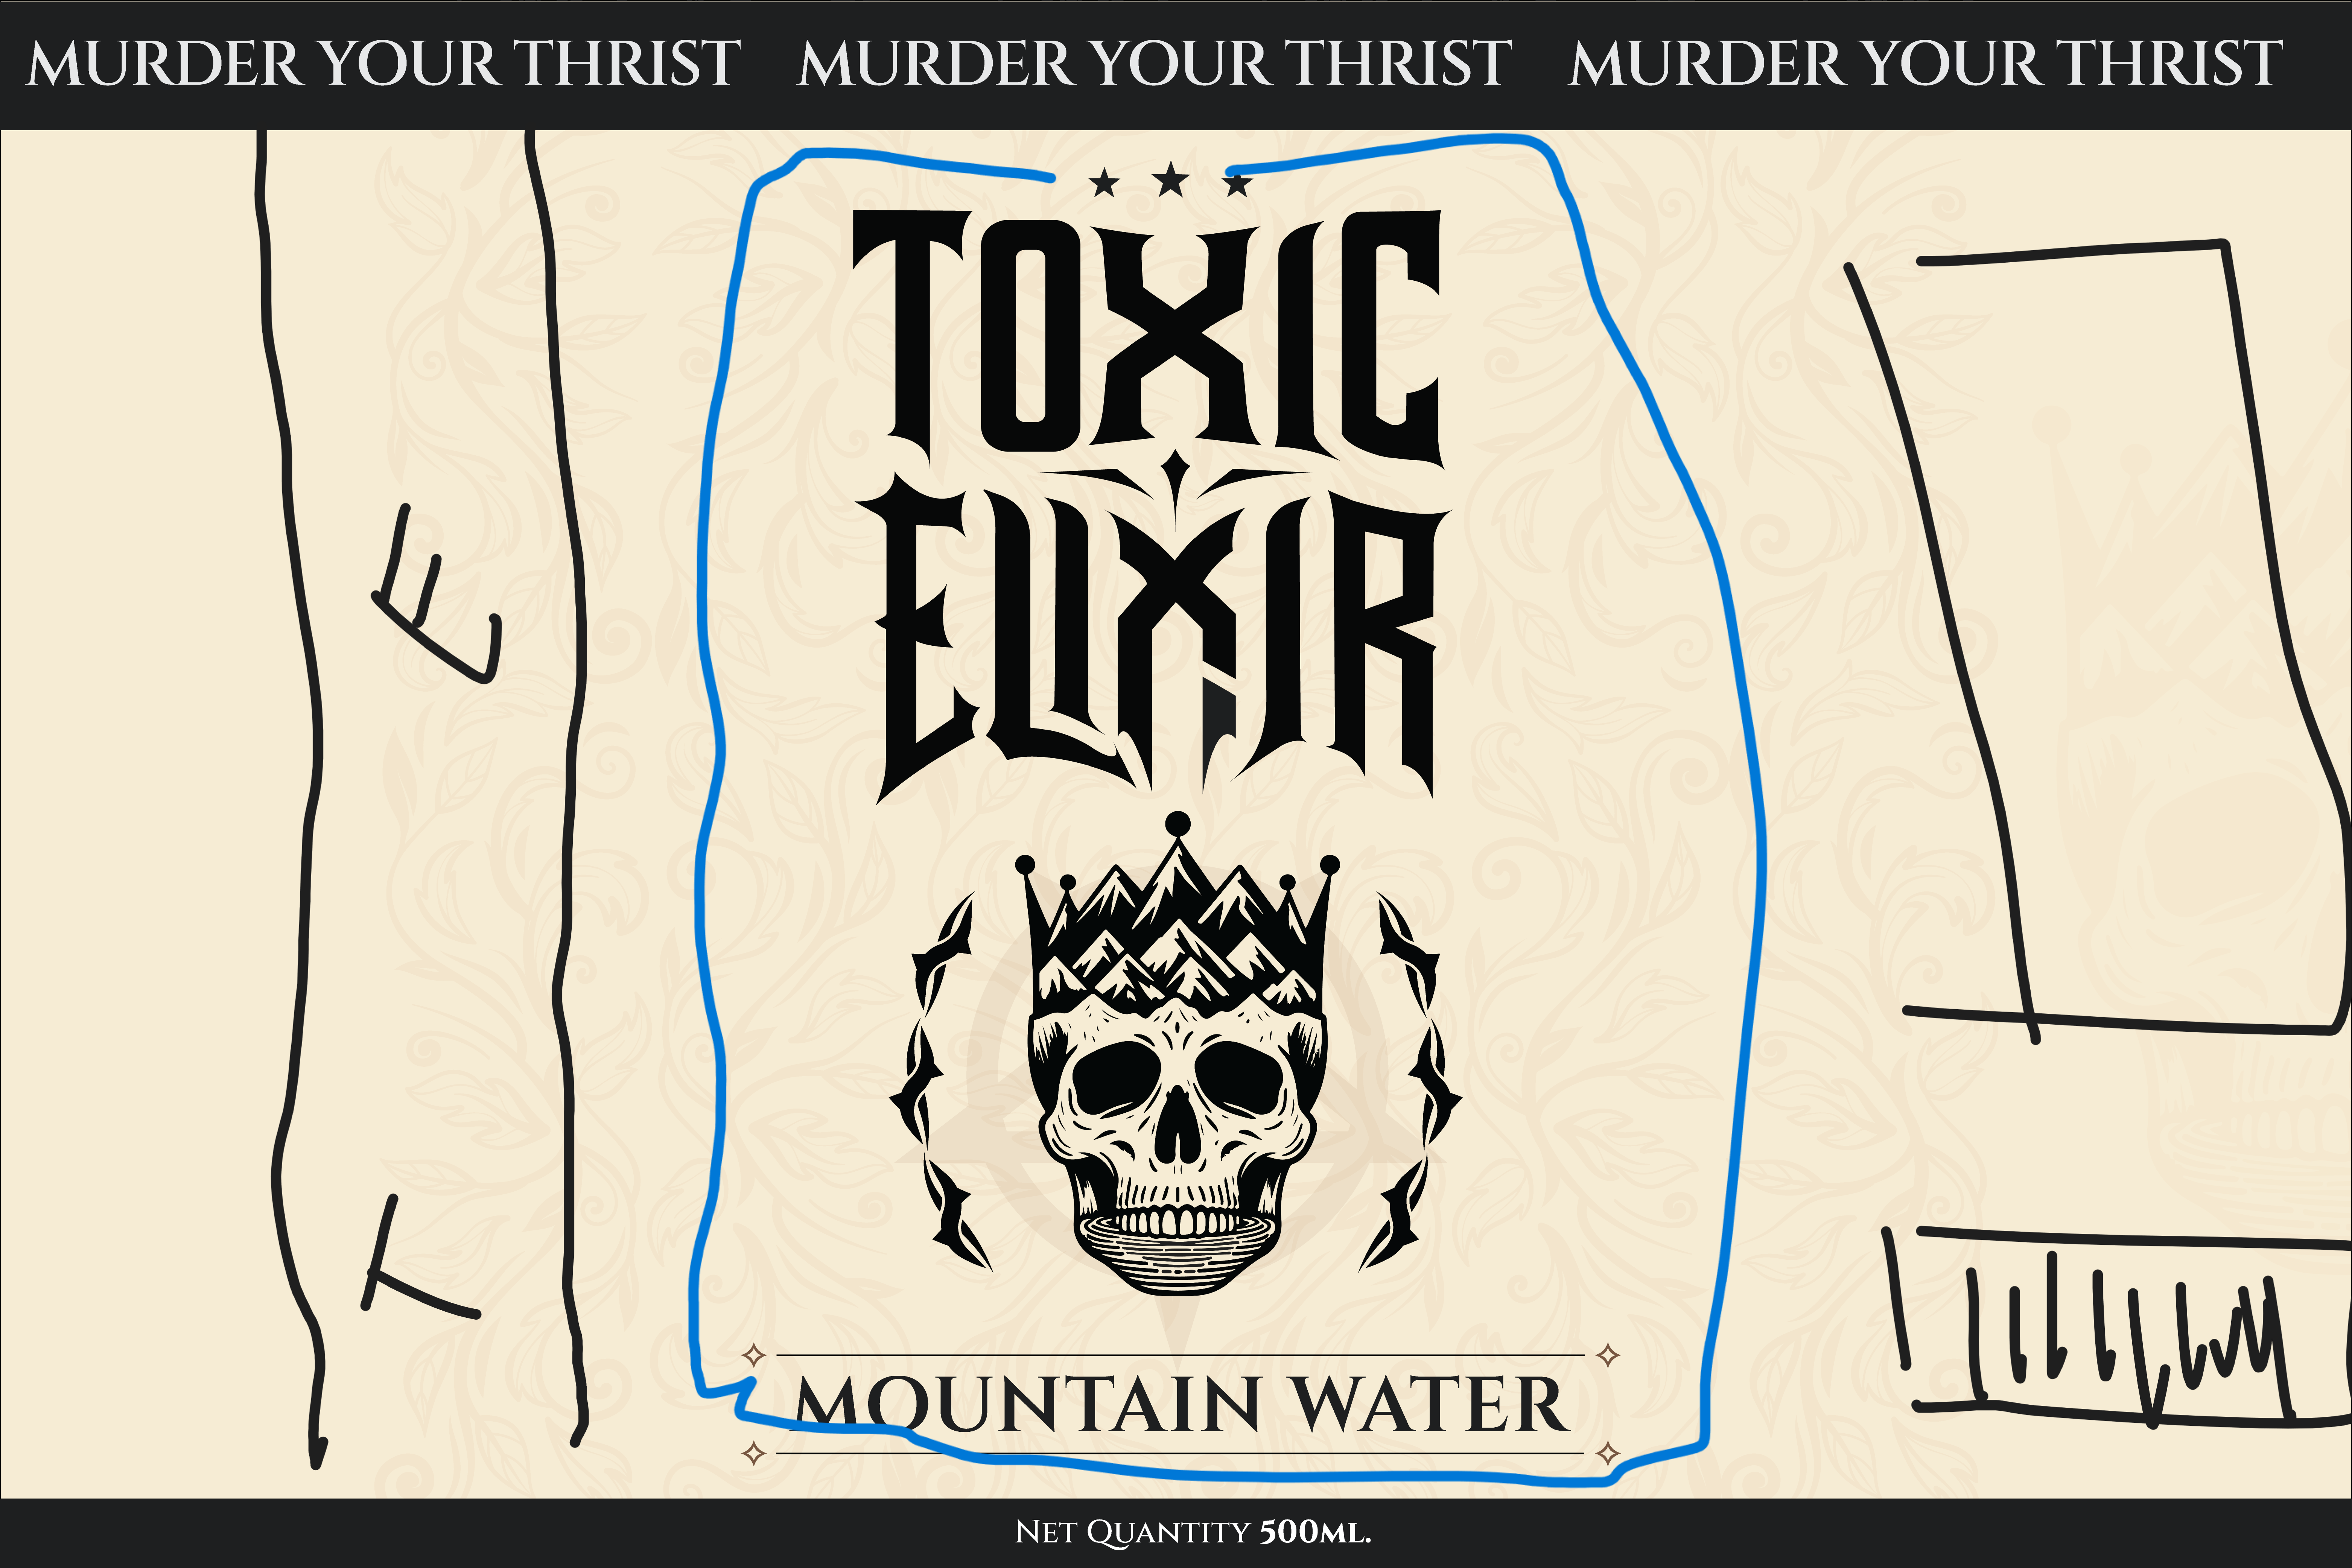 MURDER YOUR THRIST MURDER YOUR THRIST MURDER YOUR THRIST
TOXIC
ELIXIR
MOUNTAIN WATER
NET QUANTITY 500ML.